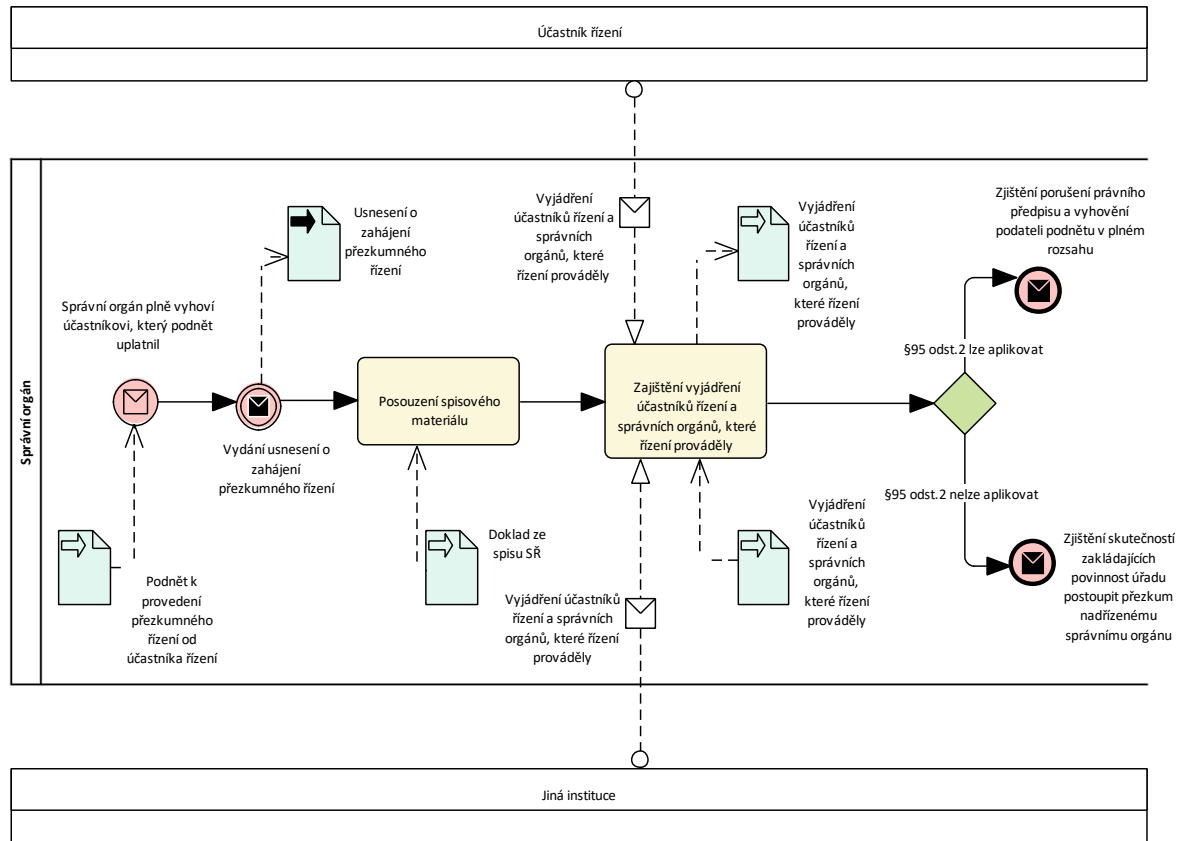 Účastník řízení
Správní orgán
Usnesení o
zahájení
přezkumného
řízení
Vyjádření
účastníků řízení a
správních
orgánů, které
řízení prováděly
Vyjádření
účastníků
řízení a
správních
orgánů,
které řízení
prováděly
Zjištění porušení právního
předpisu a vyhovění
podateli podnětu v plném
rozsahu
Správní orgán plně vyhoví
účastníkovi, který podnět
uplatnil
Vydání usnesení o
zahájení
přezkumného řízení
Posouzení spisového
materiálu
Zajištění vyjádření
účastníků řízení a
správních orgánů, které
řízení prováděly
§95 odst.2 lze aplikovat
§95 odst.2 nelze aplikovat
Podnět k
provedení
přezkumného
řízení od
účastníka řízení
Doklad ze
spisu SŘ
Vyjádření účastníků
řízení a správních
orgánů, které řízení
prováděly
Vyjádření
účastníků
řízení a
správních
orgánů,
které řízení
prováděly
Zjištění skutečností
zakládajících
povinnost úřadu
postoupit přezkum
nadřízenému
správnímu orgánu
Jiná instituce